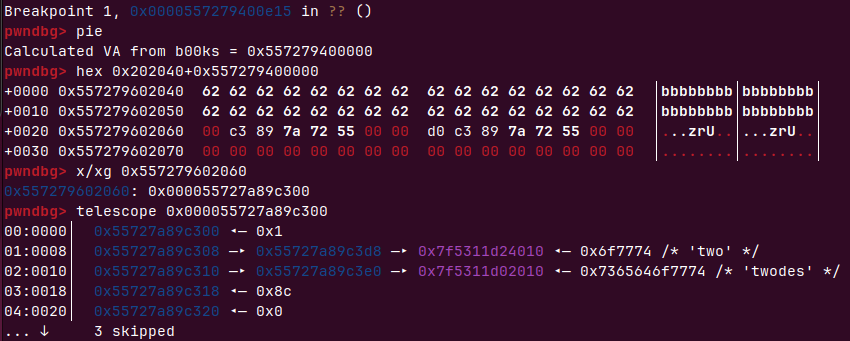 Breakpoint 1, 0x0000557279400e15 in ?? ()
pwndbg> pie
Calculated VA from b00ks = 0x557279400000
pwndbg> hex 0x202040+0x557279400000
+0000 0x557279602040  62 62 62 62 62 62 62 62  62 62 62 62 62 62 62 62 │bbbbbbbb│bbbbbbbb│
+0010 0x557279602050  62 62 62 62 62 62 62 62  62 62 62 62 62 62 62 62 │bbbbbbbb│bbbbbbbb│
+0020 0x557279602060  00 c3 89 7a 72 55 00 00  d0 c3 89 7a 72 55 00 00 │...zrU..│...zrU..│
+0030 0x557279602070  00 00 00 00 00 00 00 00  00 00 00 00 00 00 00 00 │........│........│
pwndbg> x/xg 0x557279602060
0x557279602060: 0x000055727a89c300
pwndbg> telescope 0x000055727a89c300
00:0000│  0x55727a89c300 ◂— 0x1
01:0008│  0x55727a89c308 —▸ 0x55727a89c3d8 —▸ 0x7f5311d24010 ◂— 0x6f7774 /* 'two' */
02:0010│  0x55727a89c310 —▸ 0x55727a89c3e0 —▸ 0x7f5311d02010 ◂— 0x7365646f7774 /* 'twodes' */
03:0018│  0x55727a89c318 ◂— 0x8c
04:0020│  0x55727a89c320 ◂— 0x0
... ↓     3 skipped